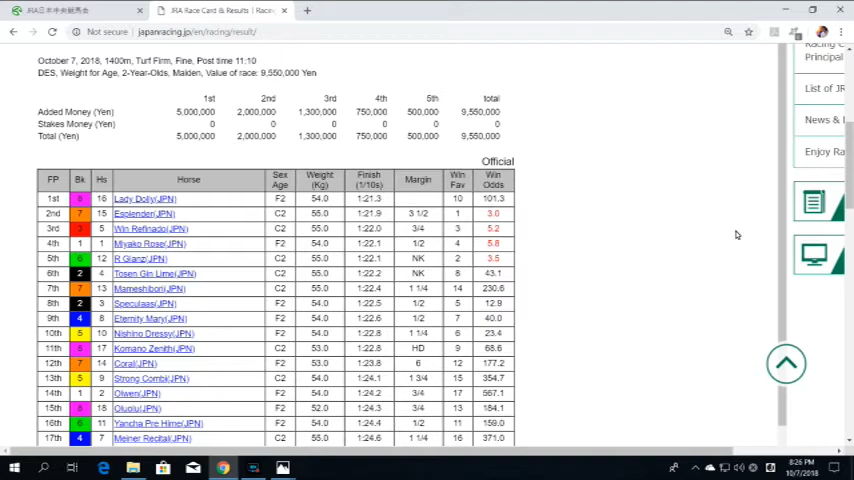 JRA日本中央競馬会
JRA Race Card & Results | Racing
Not secure | japanracing.jp/en/racing/result/
October 7, 2018, 1400m, Turf Firm, Fine, Post time 11:10
DES, Weight for Age, 2-Year-Olds, Maiden, Value of race: 9,550,000 Yen
1st 2nd 3rd 4th 5th total
Added Money (Yen) 5,000,000 2,000,000 1,300,000 750,000 500,000 9,550,000
Stakes Money (Yen) 0 0 0 0 0 0
Total (Yen) 5,000,000 2,000,000 1,300,000 750,000 500,000 9,550,000
Official
FP Bk Hs Horse Sex Age Weight (Kg) Finish (1/10s) Margin Win Fav Win Odds
1st 8 16 Lady Dolly(JPN) F2 54.0 1:21.3 10 101.3
2nd 7 15 Esplender(JPN) C2 55.0 1:21.9 3 1/2 1 3.0
3rd 3 5 Win Refinado(JPN) C2 55.0 1:22.0 3/4 3 5.2
4th 1 1 Miyako Rose(JPN) F2 54.0 1:22.1 1/2 4 5.8
5th 6 12 R Glanz(JPN) C2 55.0 1:22.1 NK 2 3.5
6th 2 4 Tosen Gin Lime(JPN) C2 55.0 1:22.2 NK 8 43.1
7th 7 13 Mameshibori(JPN) C2 55.0 1:22.4 1 1/4 14 230.6
8th 2 3 Speculaas(JPN) F2 54.0 1:22.5 1/2 5 12.9
9th 4 8 Eternity Mary(JPN) F2 54.0 1:22.6 1/2 7 40.0
10th 5 10 Nishino Dressy(JPN) F2 54.0 1:22.8 1 1/4 6 23.4
11th 8 17 Komano Zenith(JPN) C2 53.0 1:22.8 HD 9 68.6
12th 7 14 Coral(JPN) F2 53.0 1:23.8 6 12 177.2
13th 5 9 Strong Combi(JPN) C2 54.0 1:24.1 1 3/4 15 354.7
14th 1 2 Olwen(JPN) F2 54.0 1:24.2 3/4 17 567.1
15th 8 18 Oluolu(JPN) F2 52.0 1:24.3 3/4 13 184.1
16th 6 11 Yancha Pre Hime(JPN) F2 54.0 1:24.4 1/2 11 159.0
17th 4 7 Meiner Recital(JPN) C2 55.0 1:24.6 1 1/4 16 371.0
Principal
List of JR
News &
Enjoy Ra
8:26 PM
10/7/2018